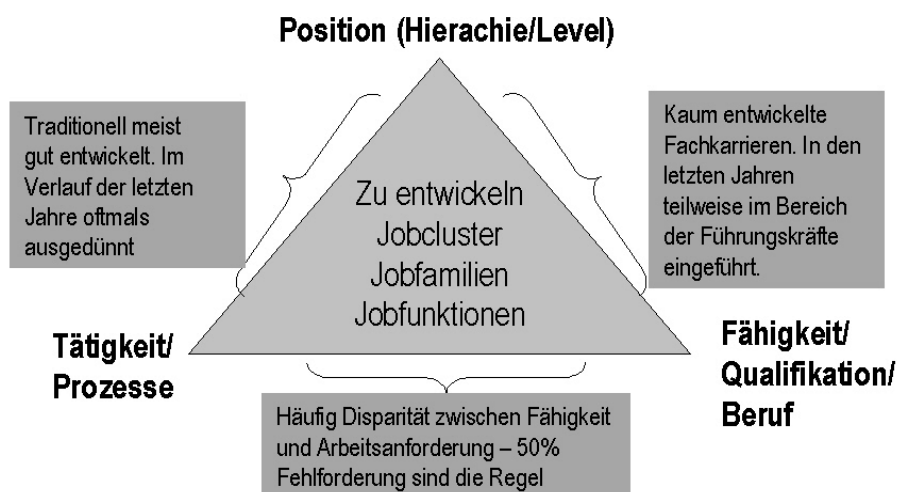 Position (Hierachie/Level)
Traditionell meist
gut entwickelt. Im
Verlauf der letzten
Jahre oftmals
ausgedünnt
Kaum entwickelte
Fachkarrieren. In den
letzten Jahren
teilweise im Bereich
der Führungskräfte
eingeführt.
Zu entwickeln
Jobcluster
Jobfamilien
Jobfunktionen
Tätigkeit/
Prozesse
Fähigkeit/
Qualifikation/
Beruf
Häufig Disparität zwischen Fähigkeit
und Arbeitsanforderung – 50%
Fehlforderung sind die Regel